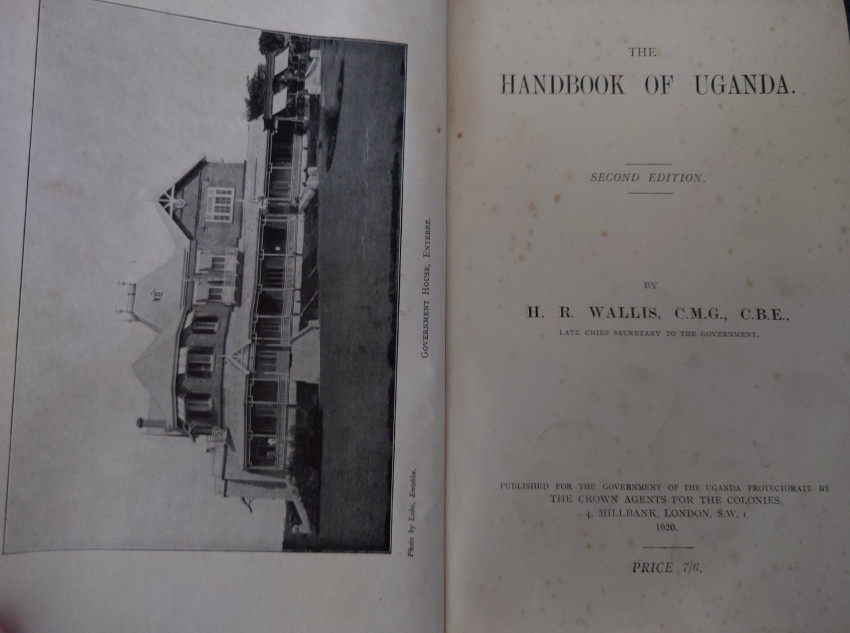 GOVERNMENT HOUSE, ENTEBBE.
Photo by Lobo, Entebbe.
THE
HANDBOOK OF UGANDA.
SECOND EDITION.
BY
H. R. WALLIS, C.M.G., C.B.E.,
LATE CHIEF SECRETARY TO THE GOVERNMENT.
PUBLISHED FOR THE GOVERNMENT OF THE UGANDA PROTECTORATE BY
THE CROWN AGENTS FOR THE COLONIES,
4, MILLBANK, LONDON, S.W. 1.
1920.
PRICE 7/6.